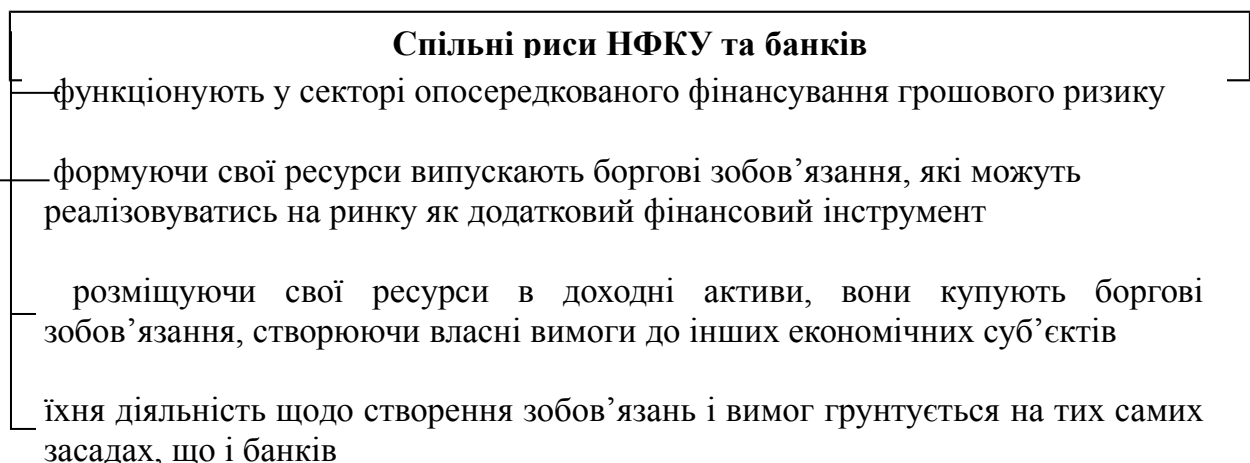 Спільні риси НФКУ та банків
функціонують у секторі опосередкованого фінансування грошового ризику
формуючи свої ресурси випускають боргові зобов’язання, які можуть
реалізовуватись на ринку як додатковий фінансовий інструмент
розміщуючи свої ресурси в доходні активи, вони купують боргові
зобов’язання, створюючи власні вимоги до інших економічних суб’єктів
їхня діяльність щодо створення зобов’язань і вимог грунтується на тих самих
засадах, що і банків